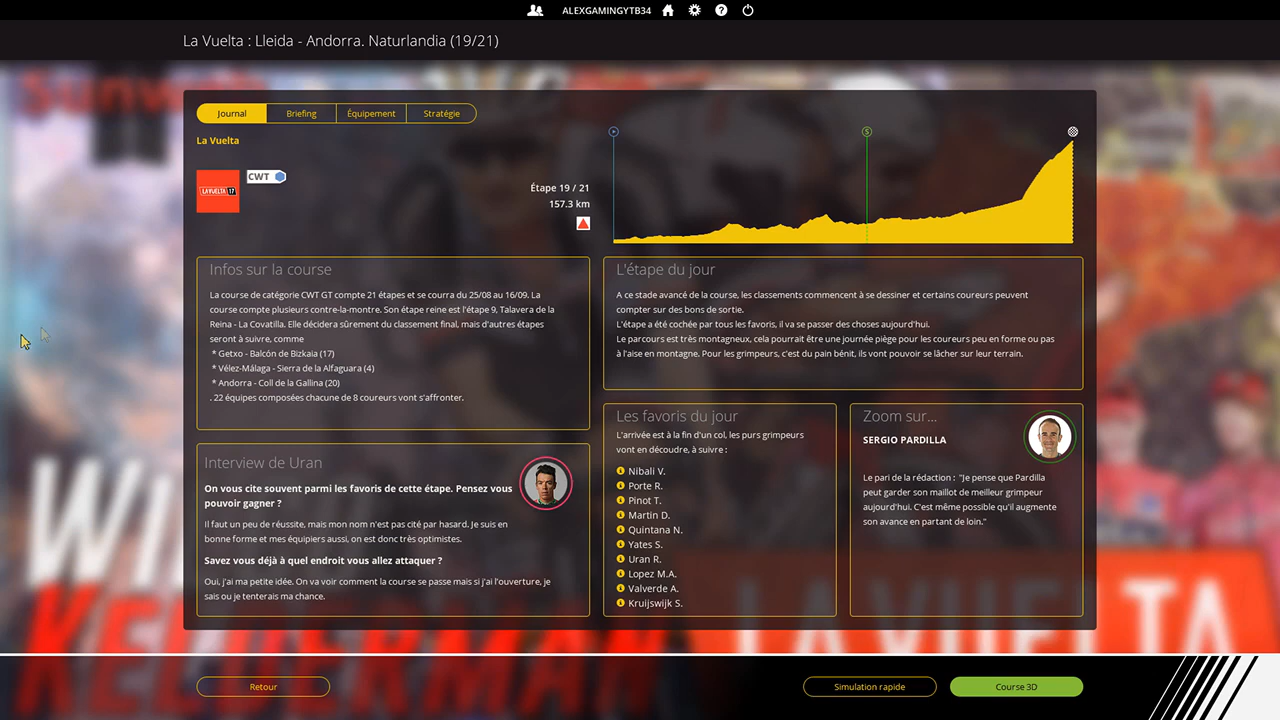 ALEXGAMINGYTB34
La Vuelta : Lleida - Andorra. Naturlandia (19/21)
Journal
Briefing
Équipement
Stratégie
La Vuelta
LA VUELTA 17
CWT
Étape 19 / 21
157.3 km
S
Infos sur la course
La course de catégorie CWT GT compte 21 étapes et se courra du 25/08 au 16/09. La
course compte plusieurs contre-la-montre. Son étape reine est l'étape 9, Talavera de la
Reina - La Covatilla. Elle décidera sûrement du classement final, mais d'autres étapes
seront à suivre, comme
* Getxo - Balcón de Bizkaia (17)
* Vélez-Málaga - Sierra de la Alfaguara (4)
* Andorra - Coll de la Gallina (20)
. 22 équipes composées chacune de 8 coureurs vont s'affronter.
L'étape du jour
A ce stade avancé de la course, les classements commencent à se dessiner et certains coureurs peuvent
compter sur des bons de sortie.
L'étape a été cochée par tous les favoris, il va se passer des choses aujourd'hui.
Le parcours est très montagneux, cela pourrait être une journée piège pour les coureurs peu en forme ou pas
à l'aise en montagne. Pour les grimpeurs, c'est du pain bénit, ils vont pouvoir se lâcher sur leur terrain.
Interview de Uran
On vous cite souvent parmi les favoris de cette étape. Pensez vous
pouvoir gagner ?
Il faut un peu de réussite, mais mon nom n'est pas cité par hasard. Je suis en
bonne forme et mes équipiers aussi, on est donc très optimistes.
Savez vous déjà à quel endroit vous allez attaquer ?
Oui, j'ai ma petite idée. On va voir comment la course se passe mais si j'ai l'ouverture, je
sais ou je tenterais ma chance.
Les favoris du jour
L'arrivée est à la fin d'un col, les purs grimpeurs
vont en découdre, à suivre :
Nibali V.
Porte R.
Pinot T.
Martin D.
Quintana N.
Yates S.
Uran R.
Lopez M.A.
Valverde A.
Kruijswijk S.
Zoom sur...
SERGIO PARDILLA
Le pari de la rédaction : "Je pense que Pardilla
peut garder son maillot de meilleur grimpeur
aujourd'hui. C'est même possible qu'il augmente
son avance en partant de loin."
KELDERMAN
LA VUELTA
Retour
Simulation rapide
Course 3D